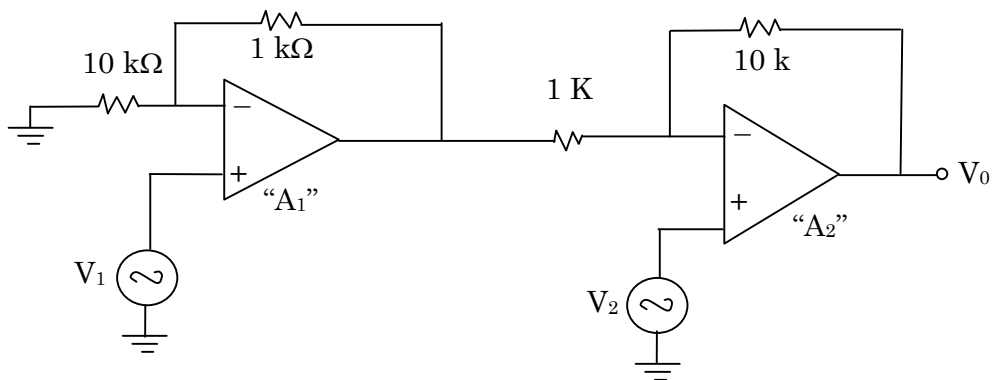 1 kΩ
10 kΩ
10 k
1 K
−
+
“A₁”
−
+
“A₂”
V₀
V₁
V₂